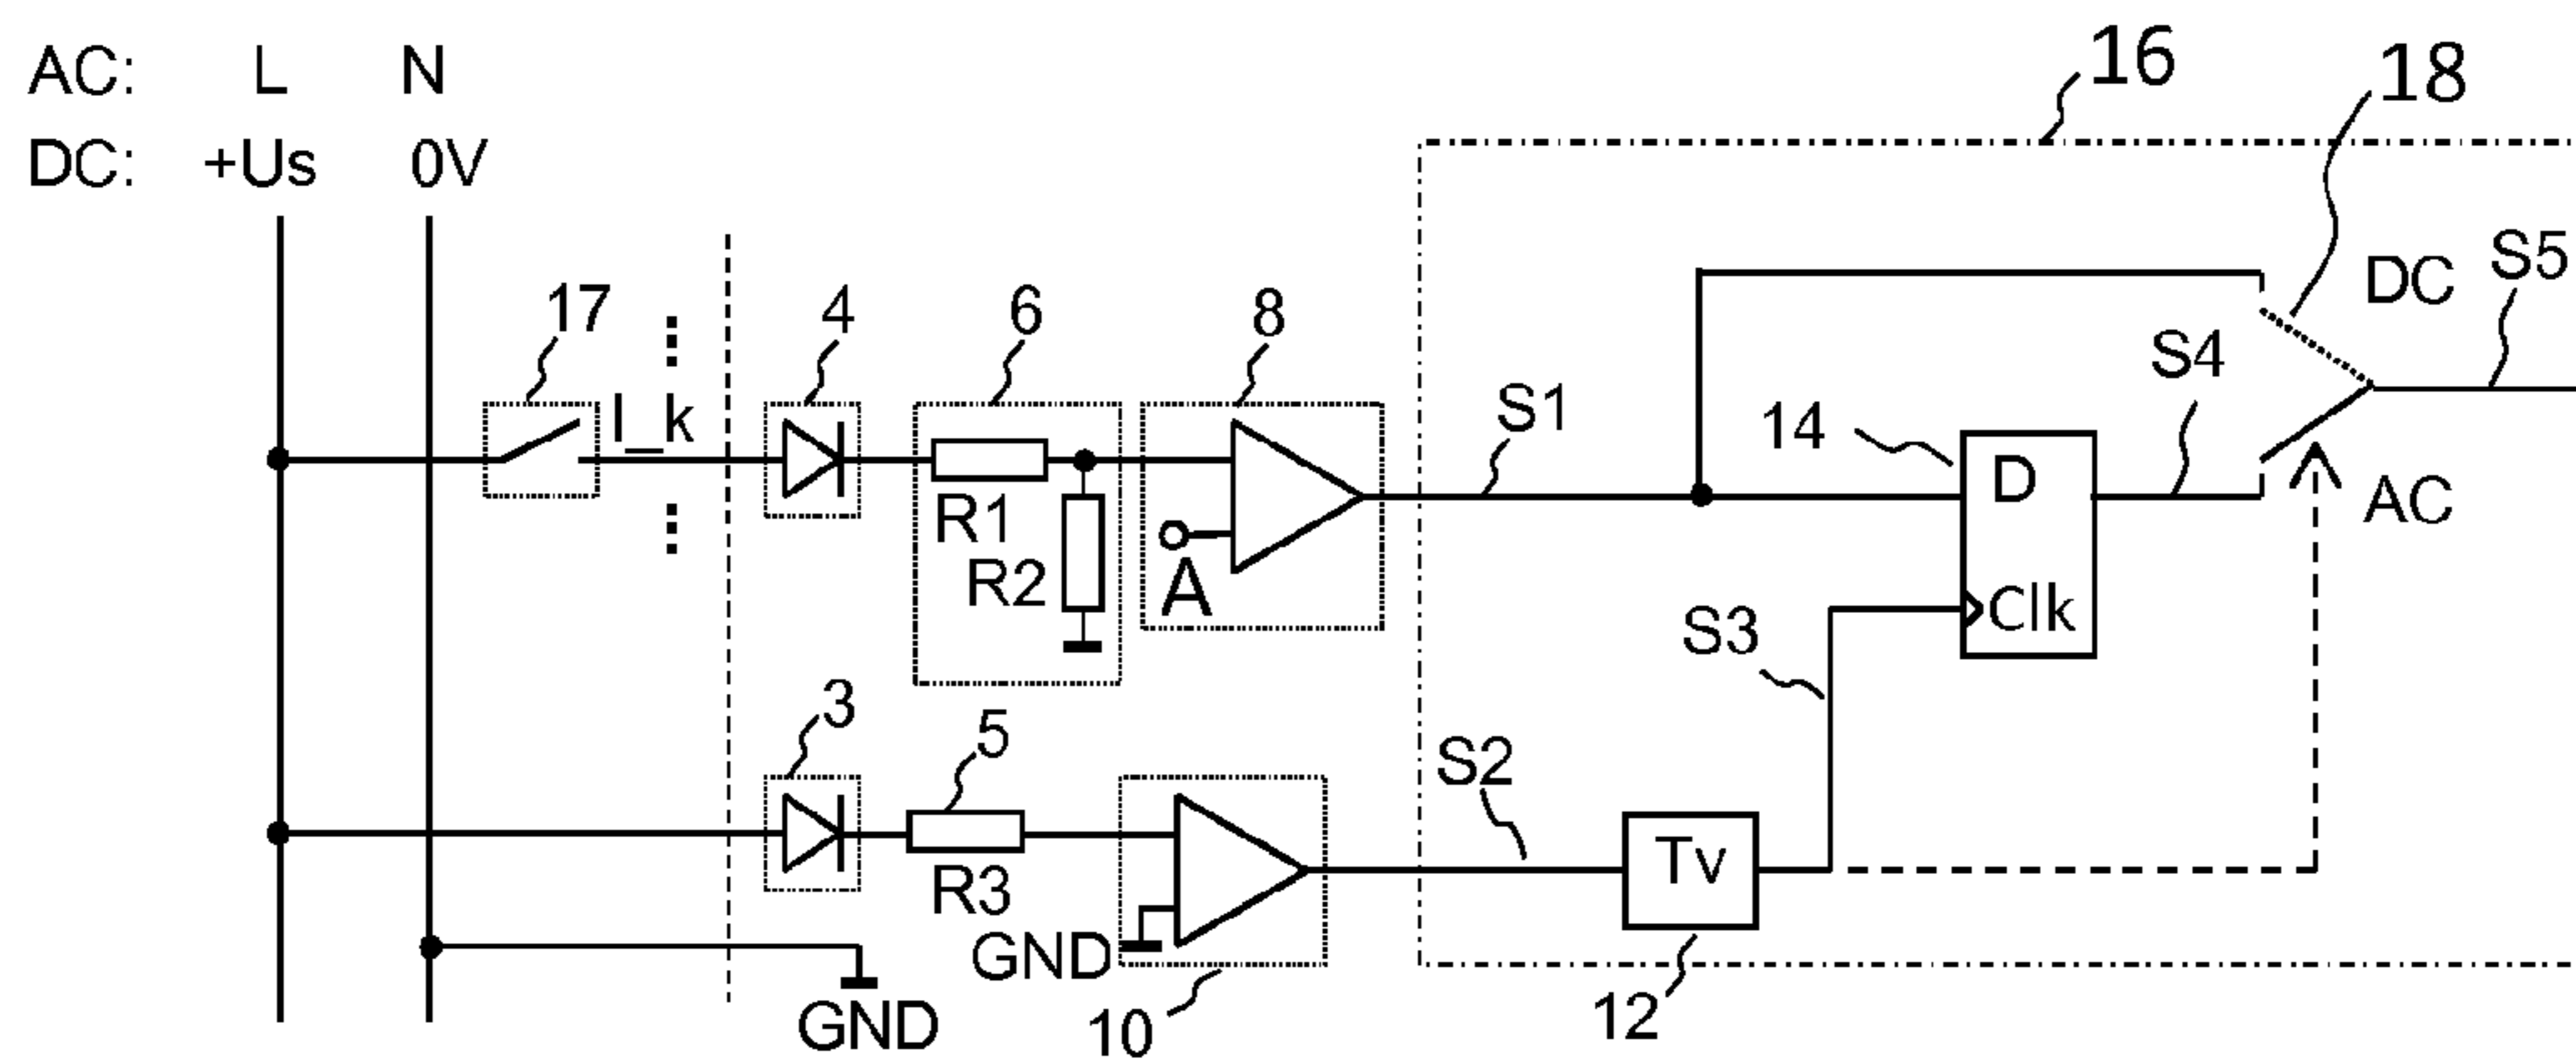 AC: L N
DC: +Us 0V
16
18
17
4
6
8
DC
S5
I_k
S1
S4
14
D
R1
A
AC
R2
Clk
S3
3
5
S2
Tv
R3
GND
GND
10
12